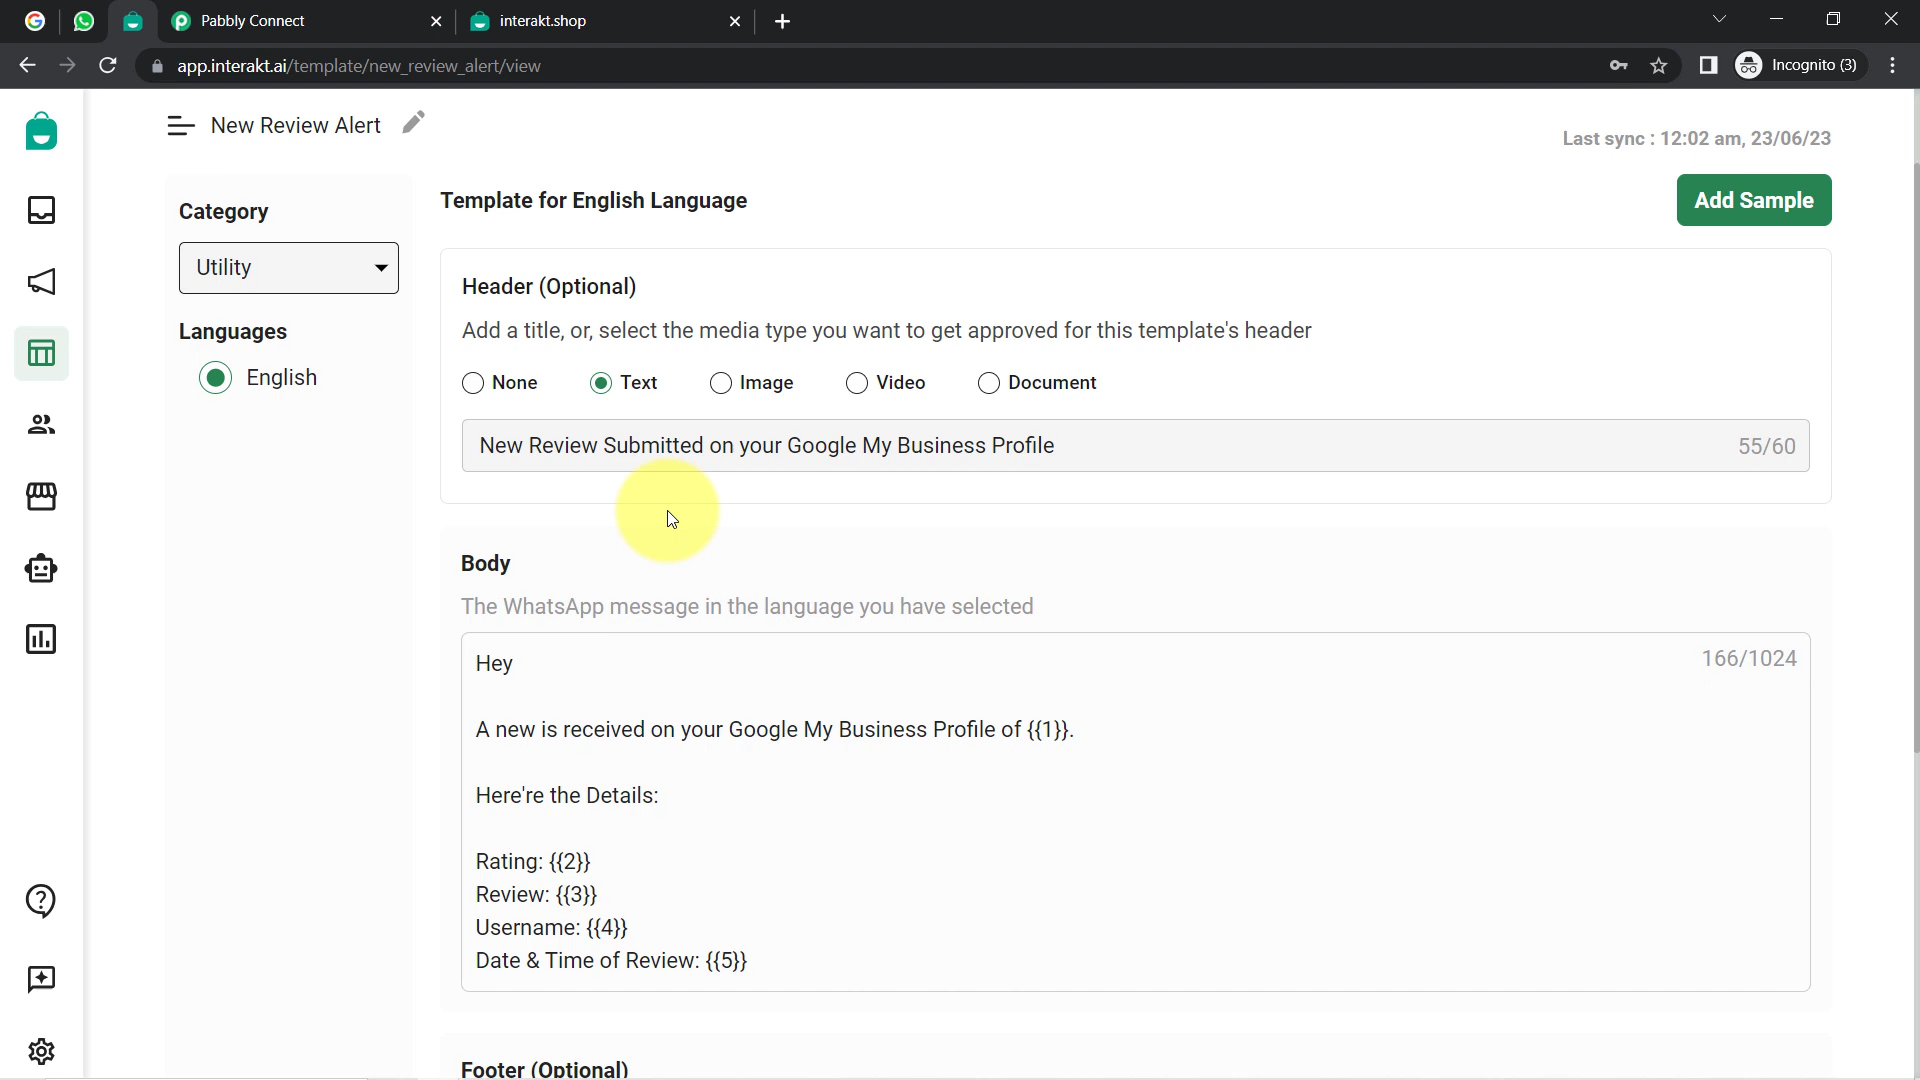 Pabbly Connect
interakt.shop
app.interakt.ai/template/new_review_alert/view
Incognito (3)
New Review Alert
Last sync : 12:02 am, 23/06/23
Category
Utility
Languages
English
Template for English Language
Add Sample
Header (Optional)
Add a title, or, select the media type you want to get approved for this template's header
None
Text
Image
Video
Document
New Review Submitted on your Google My Business Profile
55/60
Body
The WhatsApp message in the language you have selected
Hey
166/1024
A new is received on your Google My Business Profile of {{1}}.
Here're the Details:
Rating: {{2}}
Review: {{3}}
Username: {{4}}
Date & Time of Review: {{5}}
Footer (Optional)